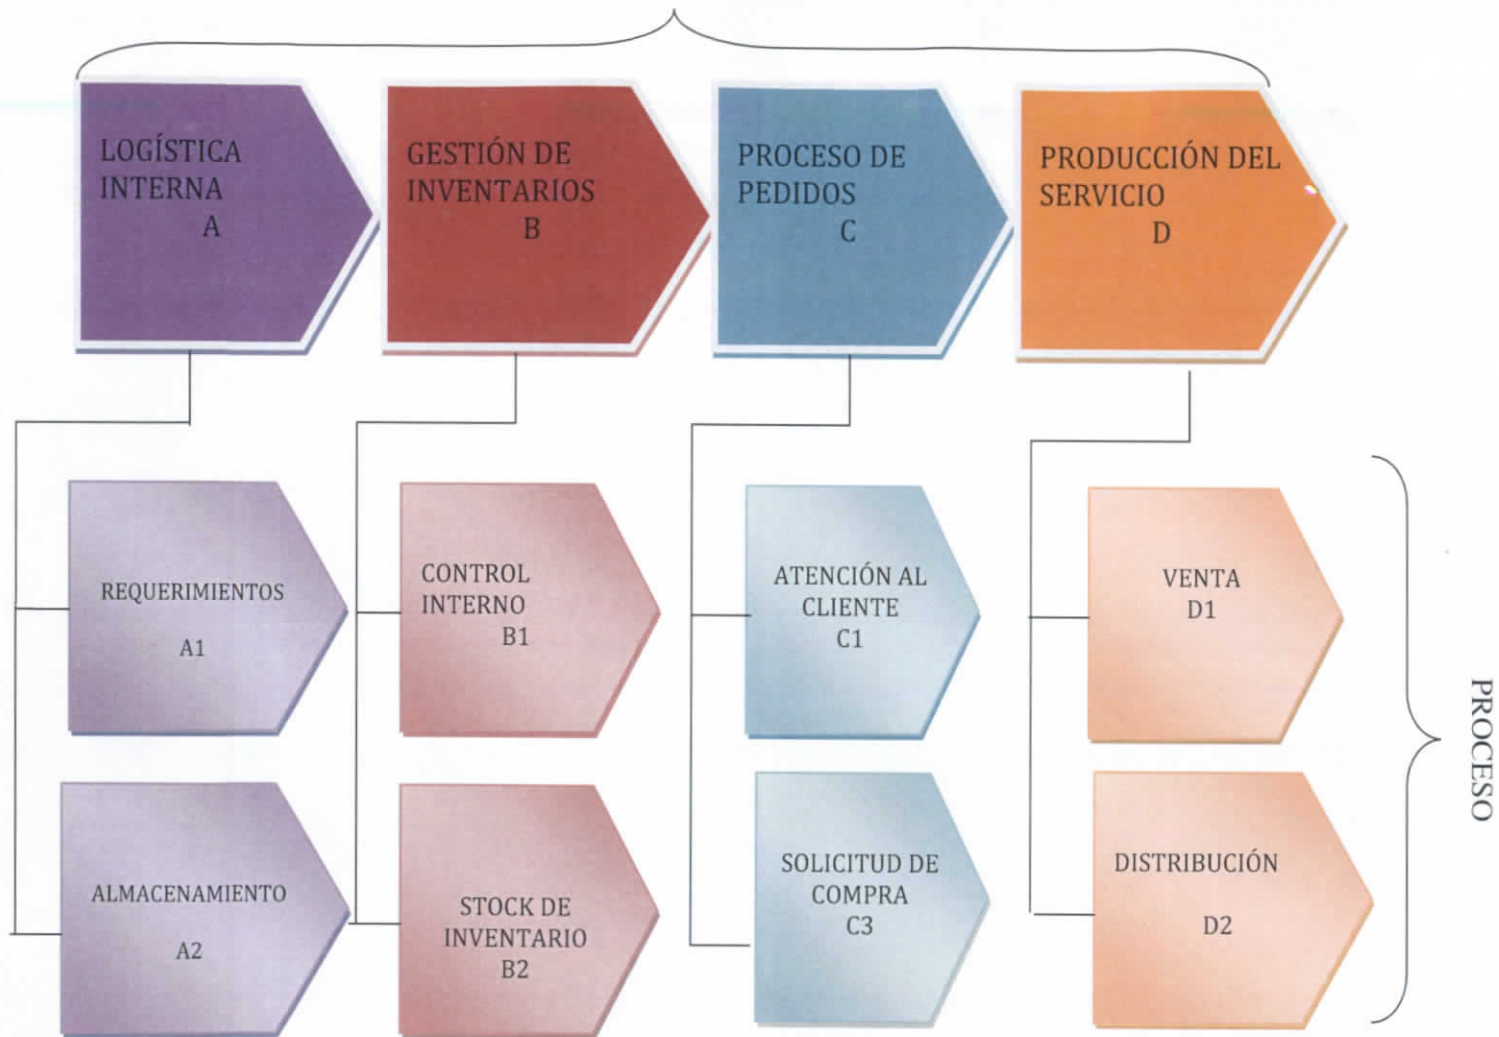 LOGÍSTICA
INTERNA
A
GESTIÓN DE
INVENTARIOS
B
PROCESO DE
PEDIDOS
C
PRODUCCIÓN DEL
SERVICIO
D
REQUERIMIENTOS
A1
CONTROL
INTERNO
B1
ATENCIÓN AL
CLIENTE
C1
VENTA
D1
ALMACENAMIENTO
A2
STOCK DE
INVENTARIO
B2
SOLICITUD DE
COMPRA
C3
DISTRIBUCIÓN
D2
PROCESO